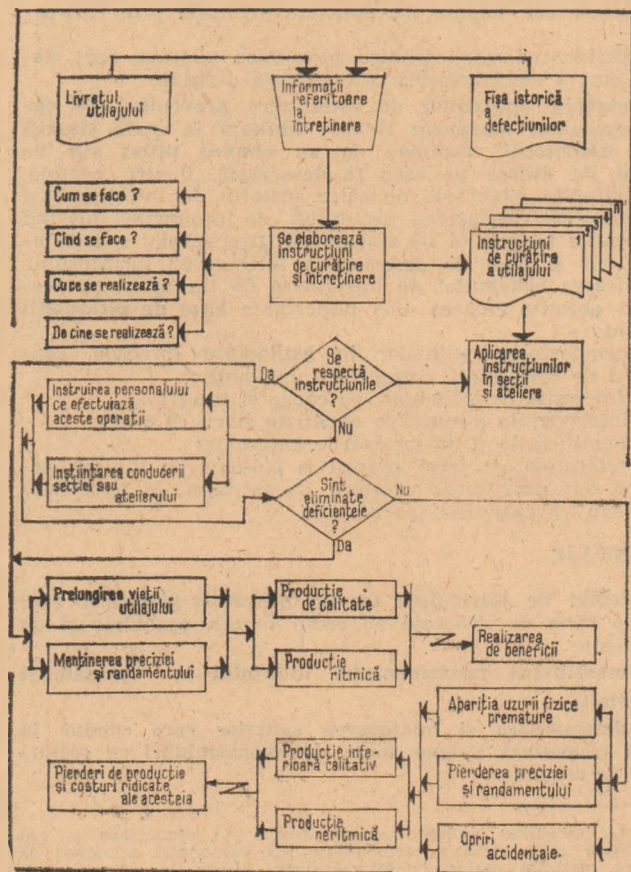 Livretul
utilajului
Informații
referitoare
la
întreținere
Fișa istorică
a
defecțiunilor
Cum se face ?
Cînd se face ?
Cu ce se realizează ?
De cine se realizează ?
Se elaborează
instrucțiuni
de curățire
și întreținere
Instrucțiuni
de curățire
a utilajului
1
2
3
4
n
Da
Se
respectă
instrucțiunile
?
Nu
Aplicarea
instrucțiunilor
în secții
și ateliere
Instruirea personalului
ce efectuează
aceste operații
Înștiințarea conducerii
secției sau
atelierului
Sînt
eliminate
deficiențele
?
Nu
Da
Prelungirea vieții
utilajului
Menținerea preciziei
și randamentului
Producție
de calitate
Producție
ritmică
Realizarea
de beneficii
Apariția uzurii fizice
premature
Pierderea preciziei
și randamentului
Opriri
accidentale
Producție infe-
rioară calitativ
Producție
neritmică
Pierderi de producție
și costuri ridicate
ale acesteia